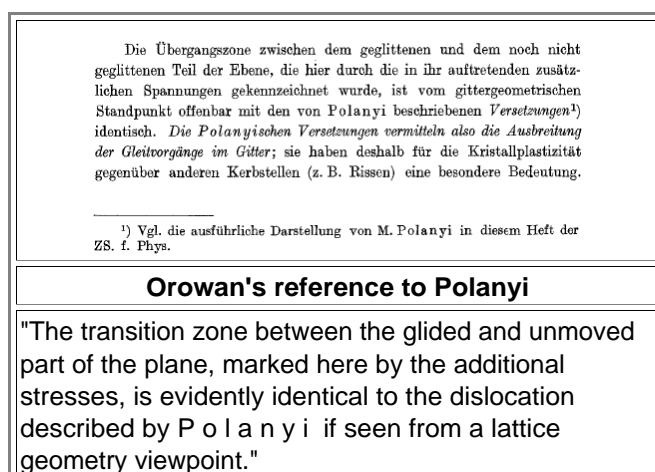 Die Übergangszone zwischen dem geglittenen und dem noch nicht
geglittenen Teil der Ebene, die hier durch die in ihr auftretenden zusätz-
lichen Spannungen gekennzeichnet wurde, ist vom gittergeometrischen
Standpunkt offenbar mit den von Polanyi beschriebenen Versetzungen¹)
identisch. Die Polanyischen Versetzungen vermitteln also die Ausbreitung
der Gleitvorgänge im Gitter; sie haben deshalb für die Kristallplastizität
gegenüber anderen Kerbstellen (z. B. Rissen) eine besondere Bedeutung.
¹) Vgl. die ausführliche Darstellung von M. Polanyi in diesem Heft der
ZS. f. Phys.
Orowan's reference to Polanyi
"The transition zone between the glided and unmoved
part of the plane, marked here by the additional
stresses, is evidently identical to the dislocation
described by P o l a n y i if seen from a lattice
geometry viewpoint."